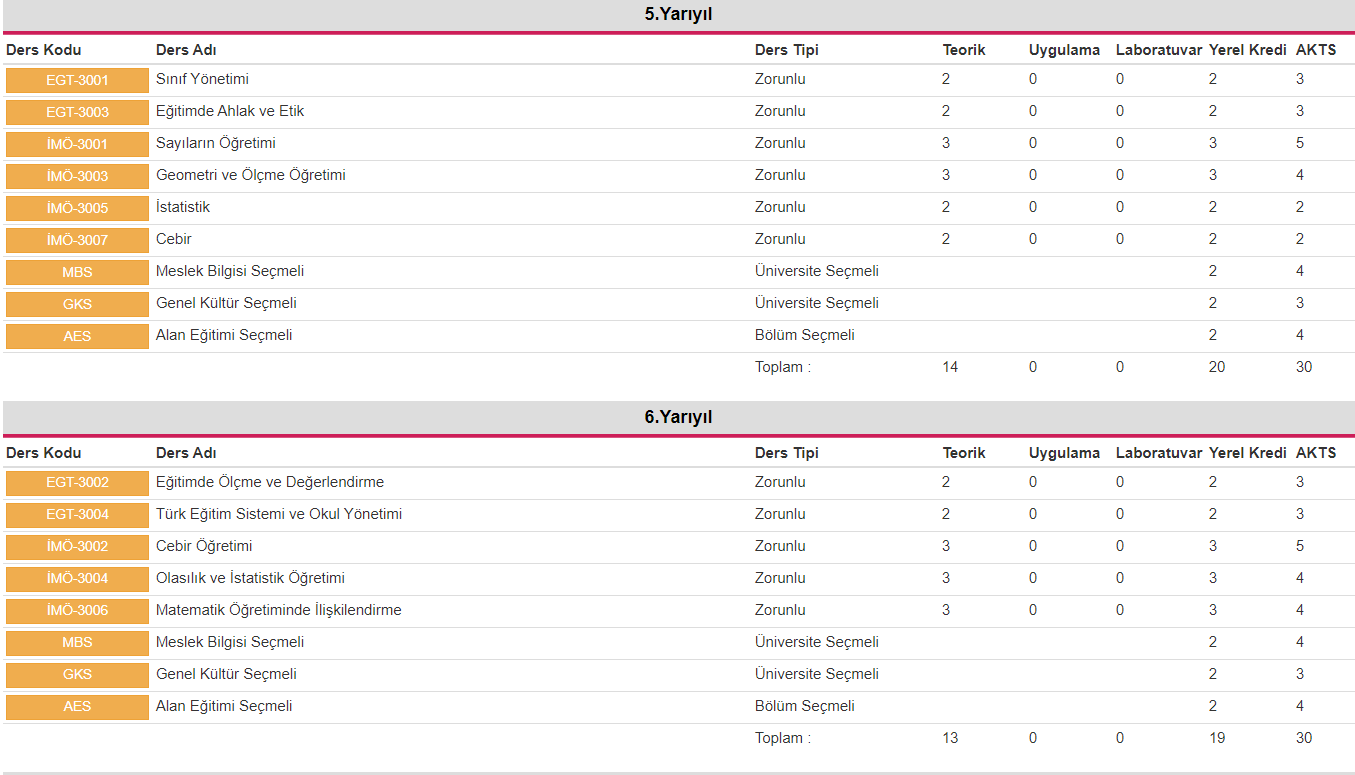 5.Yarıyıl
Ders Kodu Ders Adı Ders Tipi Teorik Uygulama Laboratuvar Yerel Kredi AKTS
EGT-3001 Sınıf Yönetimi Zorunlu 2 0 0 2 3
EGT-3003 Eğitimde Ahlak ve Etik Zorunlu 2 0 0 2 3
İMÖ-3001 Sayıların Öğretimi Zorunlu 3 0 0 3 5
İMÖ-3003 Geometri ve Ölçme Öğretimi Zorunlu 3 0 0 3 4
İMÖ-3005 İstatistik Zorunlu 2 0 0 2 2
İMÖ-3007 Cebir Zorunlu 2 0 0 2 2
MBS Meslek Bilgisi Seçmeli Üniversite Seçmeli 2 4
GKS Genel Kültür Seçmeli Üniversite Seçmeli 2 3
AES Alan Eğitimi Seçmeli Bölüm Seçmeli 2 4
Toplam : 14 0 0 20 30
6.Yarıyıl
Ders Kodu Ders Adı Ders Tipi Teorik Uygulama Laboratuvar Yerel Kredi AKTS
EGT-3002 Eğitimde Ölçme ve Değerlendirme Zorunlu 2 0 0 2 3
EGT-3004 Türk Eğitim Sistemi ve Okul Yönetimi Zorunlu 2 0 0 2 3
İMÖ-3002 Cebir Öğretimi Zorunlu 3 0 0 3 5
İMÖ-3004 Olasılık ve İstatistik Öğretimi Zorunlu 3 0 0 3 4
İMÖ-3006 Matematik Öğretiminde İlişkilendirme Zorunlu 3 0 0 3 4
MBS Meslek Bilgisi Seçmeli Üniversite Seçmeli 2 4
GKS Genel Kültür Seçmeli Üniversite Seçmeli 2 3
AES Alan Eğitimi Seçmeli Bölüm Seçmeli 2 4
Toplam : 13 0 0 19 30